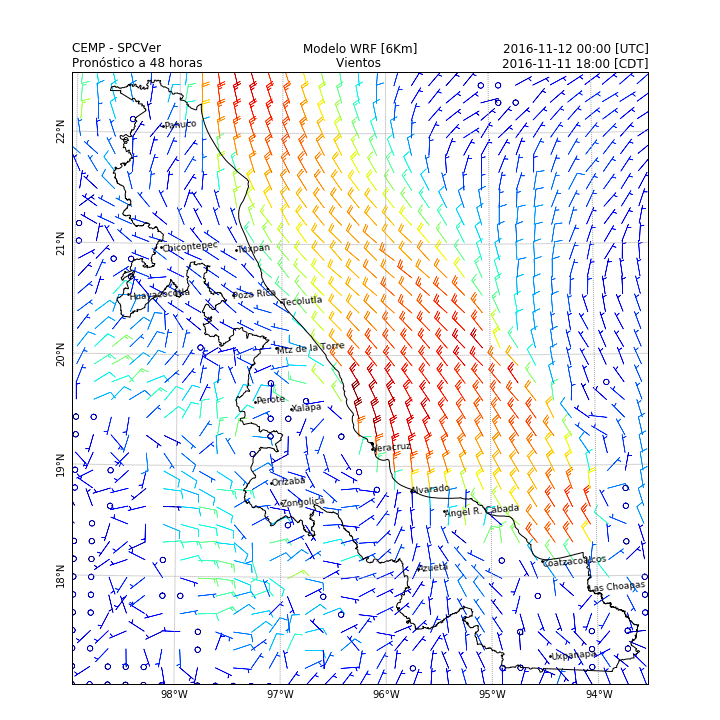 CEMP - SPCVer
Modelo WRF [6Km]
2016-11-12 00:00 [UTC]
Pronóstico a 48 horas
Vientos
2016-11-11 18:00 [CDT]
22°N
Panuco
21°N
Chicontepec
Tuxpan
Huayacocotla
Poza Rica
Tecolutla
20°N
Mtz de la Torre
Perote
Xalapa
Veracruz
19°N
Orizaba
Alvarado
Zongolica
Angel R. Cabada
18°N
Azueta
Coatzacoalcos
Las Choapas
Uxpanapa
98°W
97°W
96°W
95°W
94°W